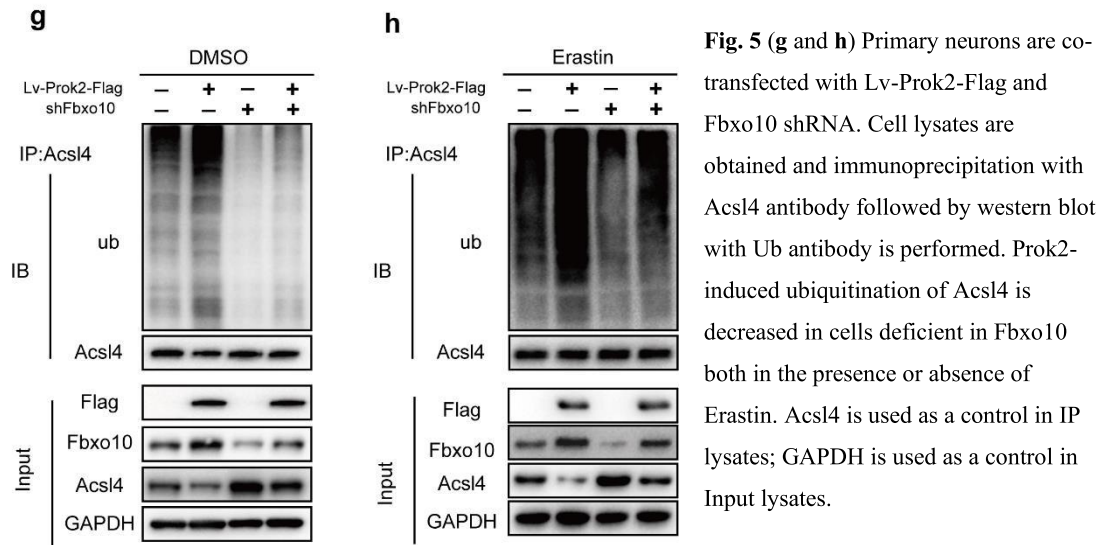 g
DMSO
Lv-Prok2-Flag – + – +
shFbxo10 – – + +
IP:Acsl4
ub
IB
Acsl4
Flag
Fbxo10
Acsl4
GAPDH
Input
h
Erastin
Lv-Prok2-Flag – + – +
shFbxo10 – – + +
IP:Acsl4
ub
IB
Acsl4
Flag
Fbxo10
Acsl4
GAPDH
Input
Fig. 5 (g and h) Primary neurons are co-
transfected with Lv-Prok2-Flag and
Fbxo10 shRNA. Cell lysates are
obtained and immunoprecipitation with
Acsl4 antibody followed by western blot
with Ub antibody is performed. Prok2-
induced ubiquitination of Acsl4 is
decreased in cells deficient in Fbxo10
both in the presence or absence of
Erastin. Acsl4 is used as a control in IP
lysates; GAPDH is used as a control in
Input lysates.